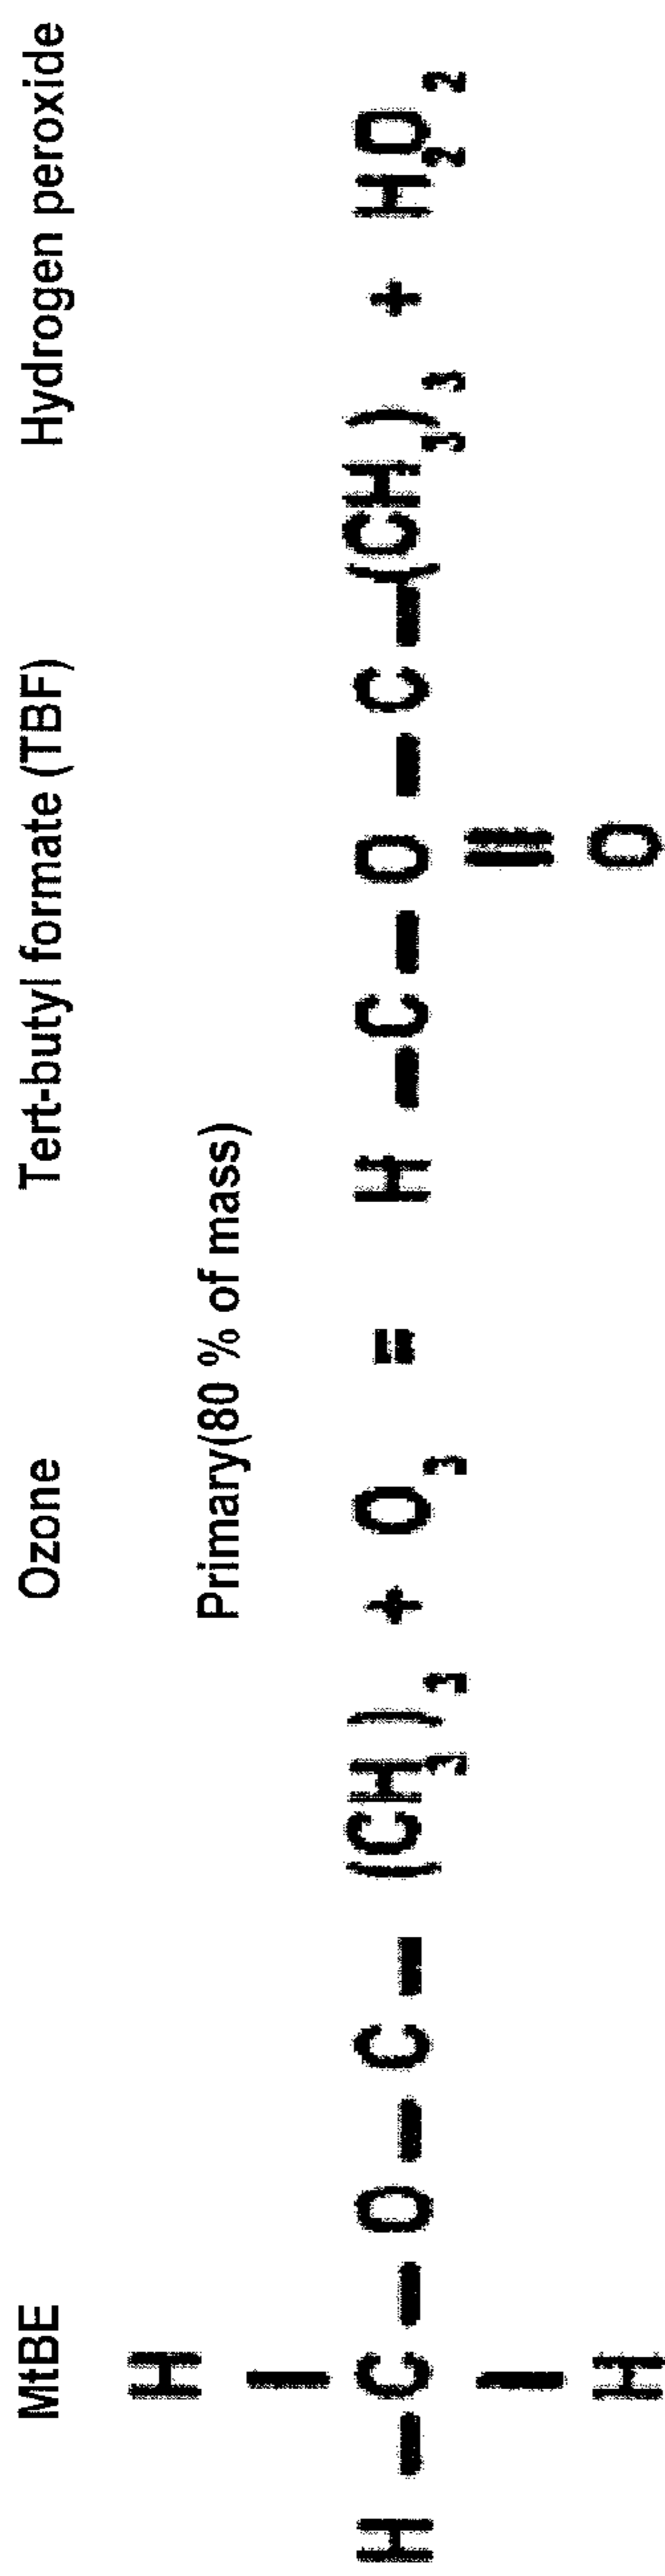 MtBE Ozone Tert-butyl formate (TBF) Hydrogen peroxide
H
Primary(80 % of mass)
|
H — C — O — C — (CH3)3 + O3 = H — C — O — C —(CH3)3 + H2O2
| ||
H O